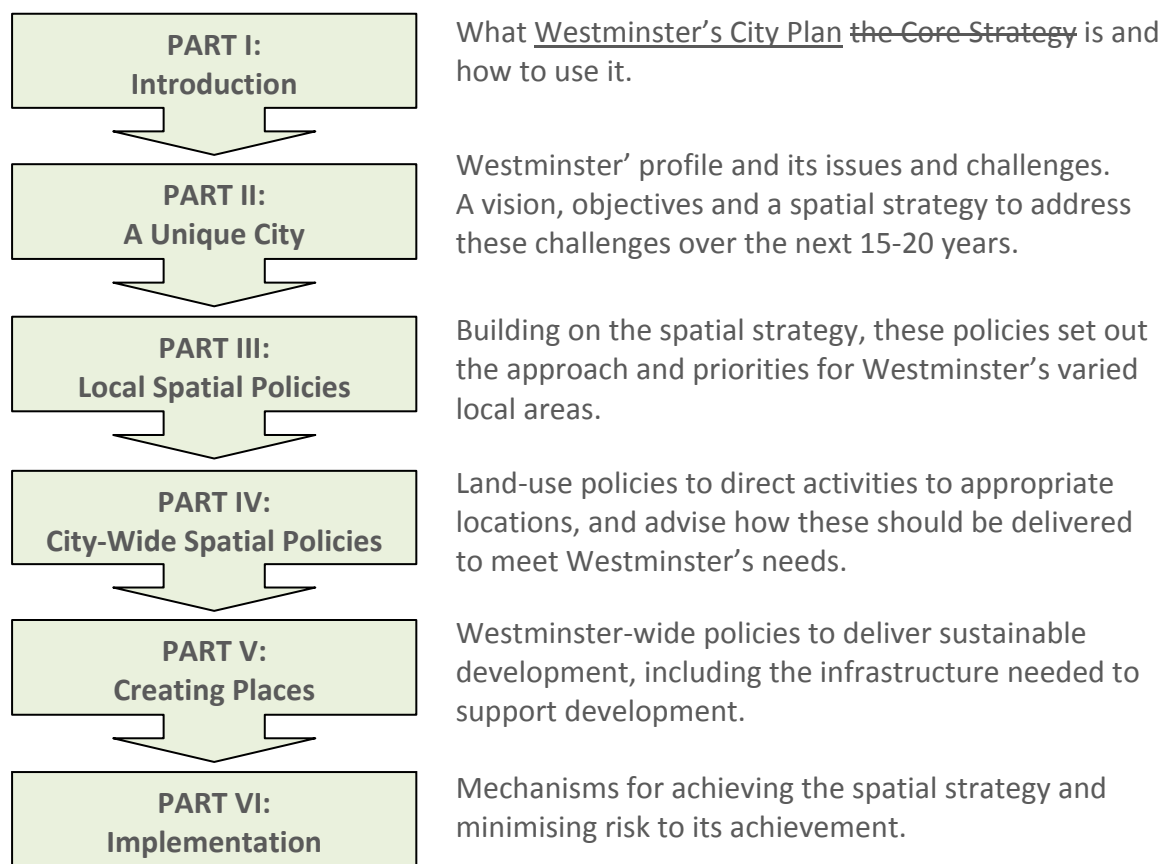 PART I:
Introduction
What Westminster’s City Plan the Core Strategy is and
how to use it.
PART II:
A Unique City
Westminster’ profile and its issues and challenges.
A vision, objectives and a spatial strategy to address
these challenges over the next 15-20 years.
PART III:
Local Spatial Policies
Building on the spatial strategy, these policies set out
the approach and priorities for Westminster’s varied
local areas.
PART IV:
City-Wide Spatial Policies
Land-use policies to direct activities to appropriate
locations, and advise how these should be delivered
to meet Westminster’s needs.
PART V:
Creating Places
Westminster-wide policies to deliver sustainable
development, including the infrastructure needed to
support development.
PART VI:
Implementation
Mechanisms for achieving the spatial strategy and
minimising risk to its achievement.